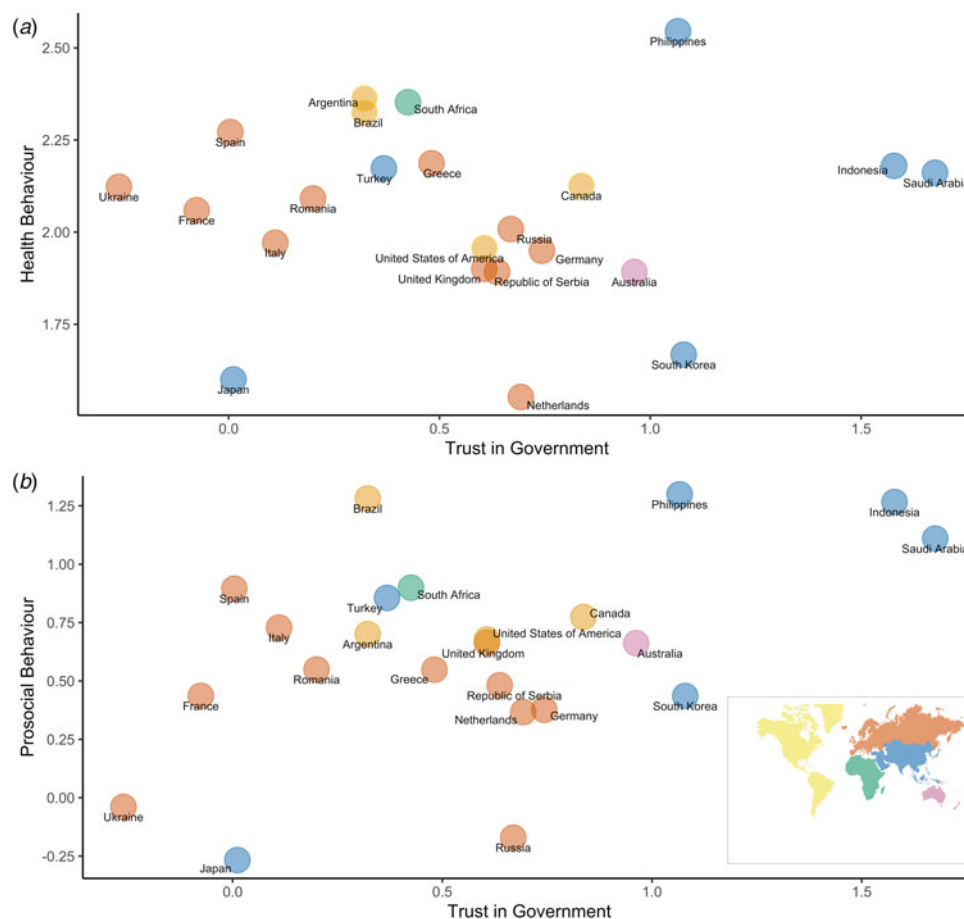 (a)
2.50
2.25
2.00
1.75
Health Behaviour
Philippines
Argentina
South Africa
Brazil
Spain
Turkey
Greece
Indonesia
Saudi Arabia
Ukraine
Romania
Canada
France
Italy
Russia
United States of America
Germany
United Kingdom
Republic of Serbia
Australia
South Korea
Japan
Netherlands
0.0 0.5 1.0 1.5
Trust in Government
(b)
1.25
1.00
0.75
0.50
0.25
0.00
-0.25
Prosocial Behaviour
Brazil
Philippines
Indonesia
Saudi Arabia
Spain
Turkey
South Africa
Canada
Italy
Argentina
United States of America
United Kingdom
Australia
Romania
Greece
Republic of Serbia
France
Netherlands
Germany
South Korea
Ukraine
Russia
Japan
0.0 0.5 1.0 1.5
Trust in Government